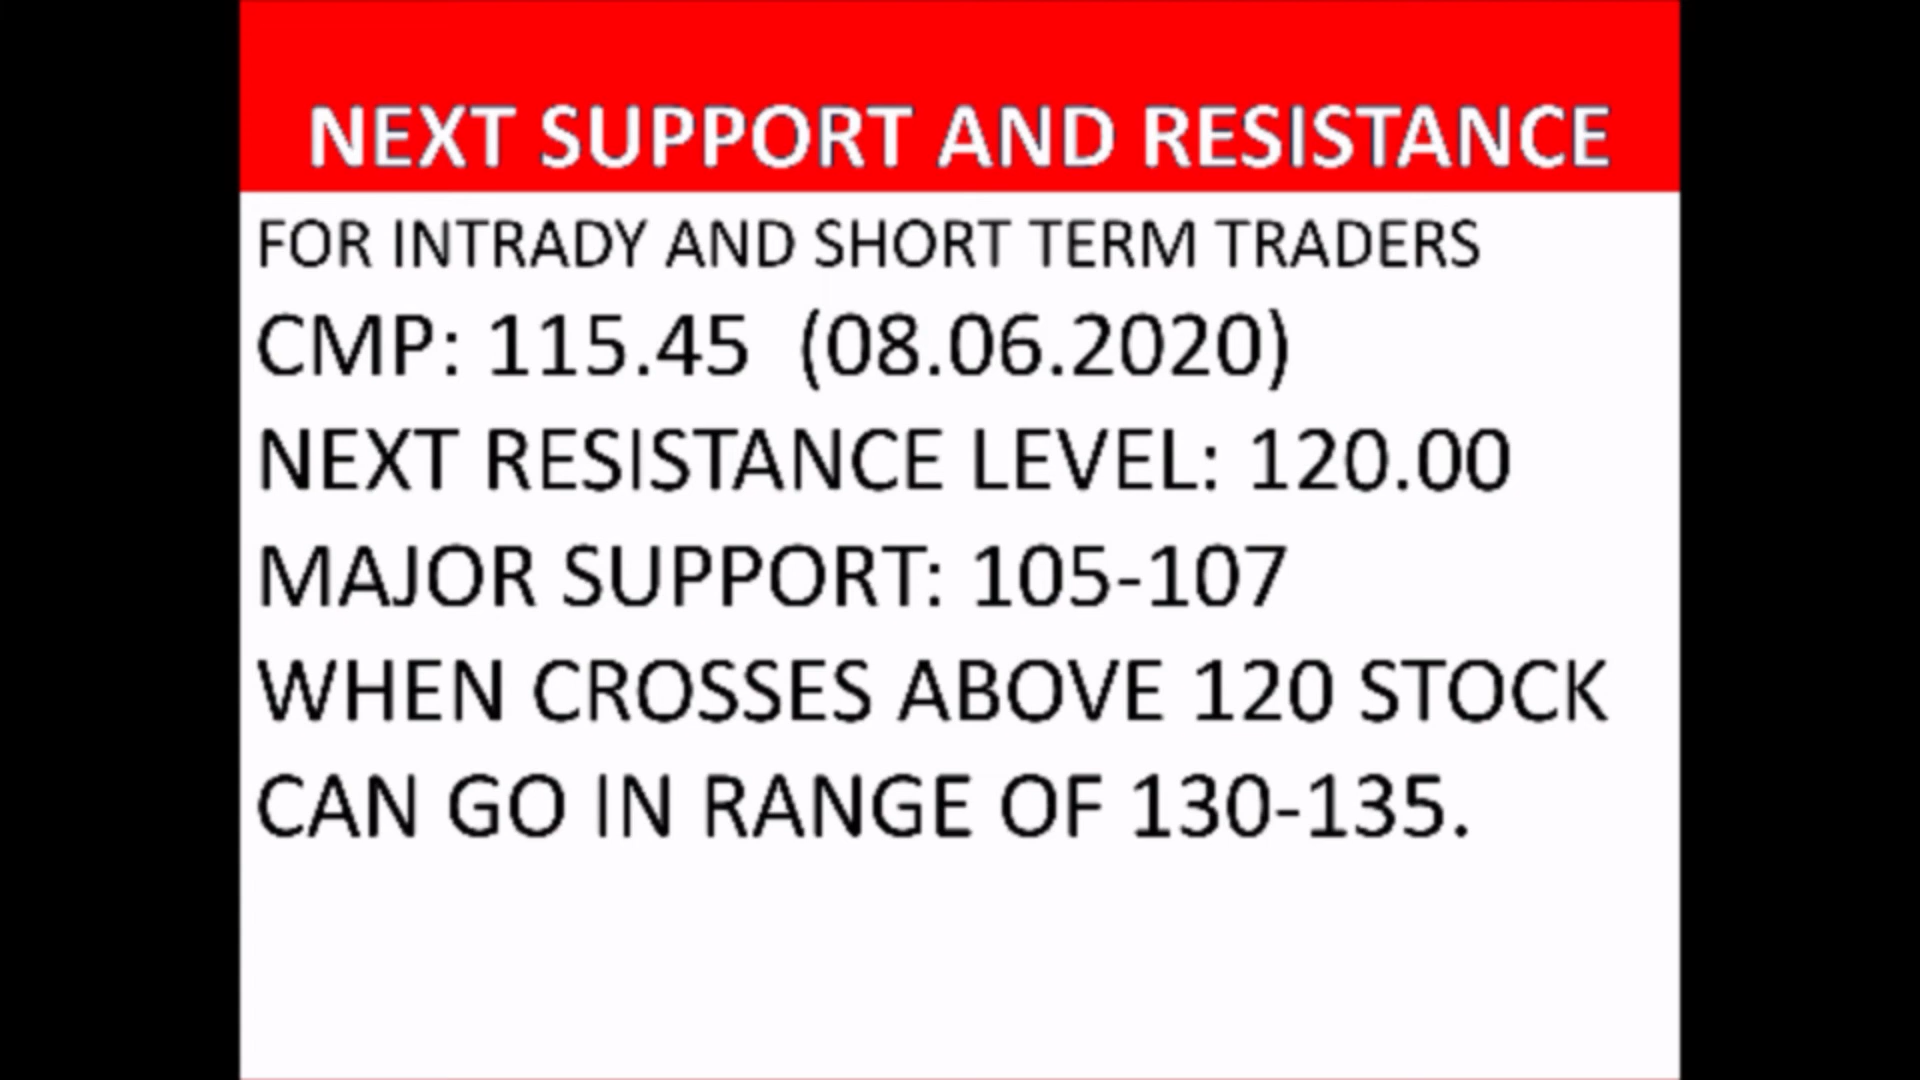 NEXT SUPPORT AND RESISTANCE
FOR INTRADY AND SHORT TERM TRADERS
CMP: 115.45  (08.06.2020)
NEXT RESISTANCE LEVEL: 120.00
MAJOR SUPPORT: 105-107
WHEN CROSSES ABOVE 120 STOCK
CAN GO IN RANGE OF 130-135.